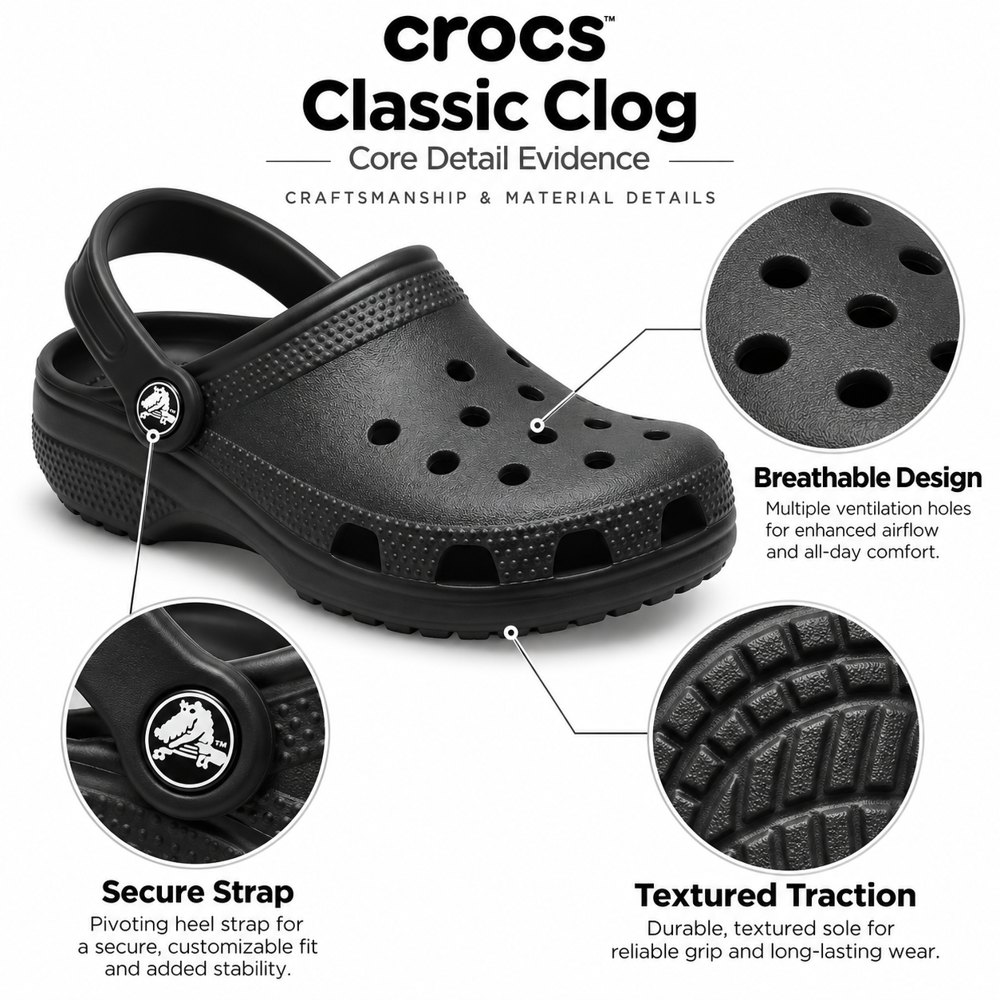 crocs™
Classic Clog
Core Detail Evidence
CRAFTSMANSHIP & MATERIAL DETAILS
Breathable Design
Multiple ventilation holes
for enhanced airflow
and all-day comfort.
TM
TM
Secure Strap
Pivoting heel strap for
a secure, customizable fit
and added stability.
Textured Traction
Durable, textured sole for
reliable grip and long-lasting wear.